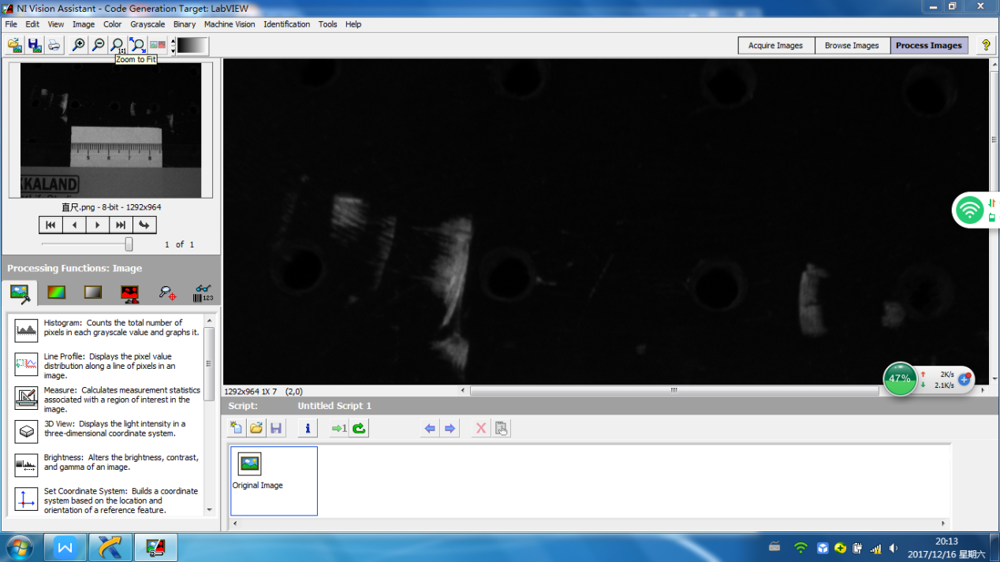 NI Vision Assistant - Code Generation Target: LabVIEW
File Edit View Image Color Grayscale Binary Machine Vision Identification Tools Help
1:1
Zoom to Fit
Acquire Images Browse Images Process Images
?
5 6 7 8
KKALAND
直尺.png - 8-bit - 1292x964
1 of 1
Processing Functions: Image
123
Histogram: Counts the total number of
pixels in each grayscale value and graphs it.
Line Profile: Displays the pixel value
distribution along a line of pixels in an
image.
Measure: Calculates measurement statistics
associated with a region of interest in the
image.
3D View: Displays the light intensity in a
three-dimensional coordinate system.
Brightness: Alters the brightness, contrast,
and gamma of an image.
Set Coordinate System: Builds a coordinate
system based on the location and
orientation of a reference feature.
47%
2K/s
2.1K/s
1292x964 1X 7 (2,0)
Script: Untitled Script 1
1
Original Image
20:13
2017/12/16 星期六